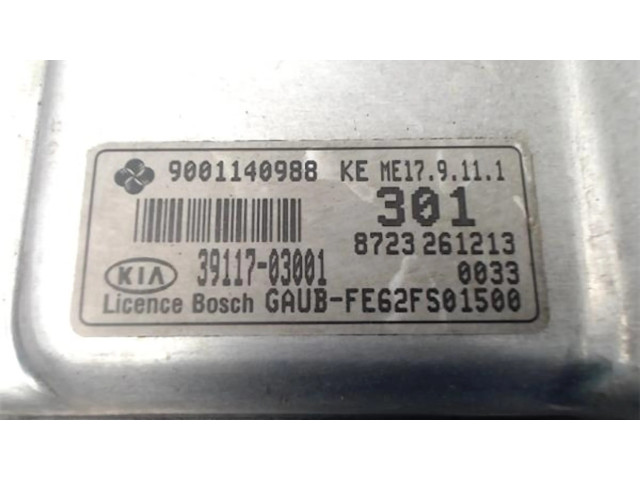 9001140988 KE ME17.9.11.1
301
8723 261213
39117-03001 0033
KIA
Licence Bosch GAUB-FE62FS01500